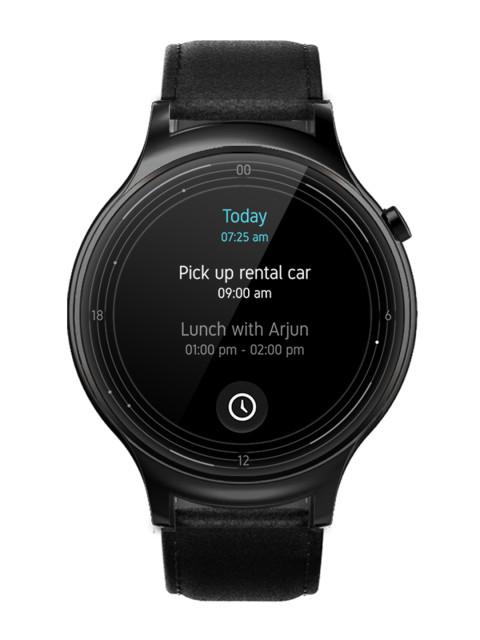 00
Today
07:25 am
Pick up rental car
09:00 am
18
6
Lunch with Arjun
01:00 pm - 02:00 pm
12